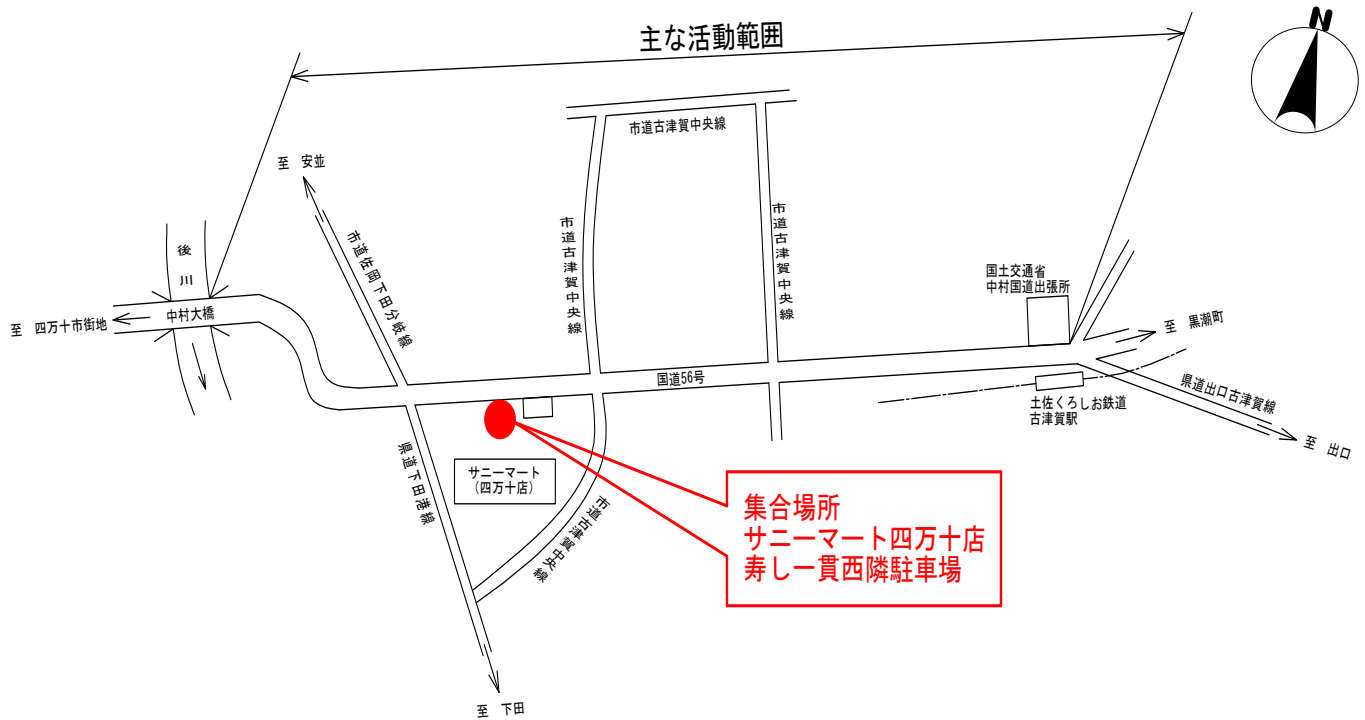 主な活動範囲
N
市道古津賀中央線
至　安並
後川
市道佐岡下田分岐線
市道古津賀中央線
市道古津賀中央線
国土交通省
中村国道出張所
至　四万十市街地
中村大橋
至　黒潮町
国道56号
県道出口古津賀線
土佐くろしお鉄道
古津賀駅
至　出口
県道下田港線
サニーマート
（四万十店）
市道古津賀中央線
集合場所
サニーマート四万十店
寿し一貫西隣駐車場
至　下田